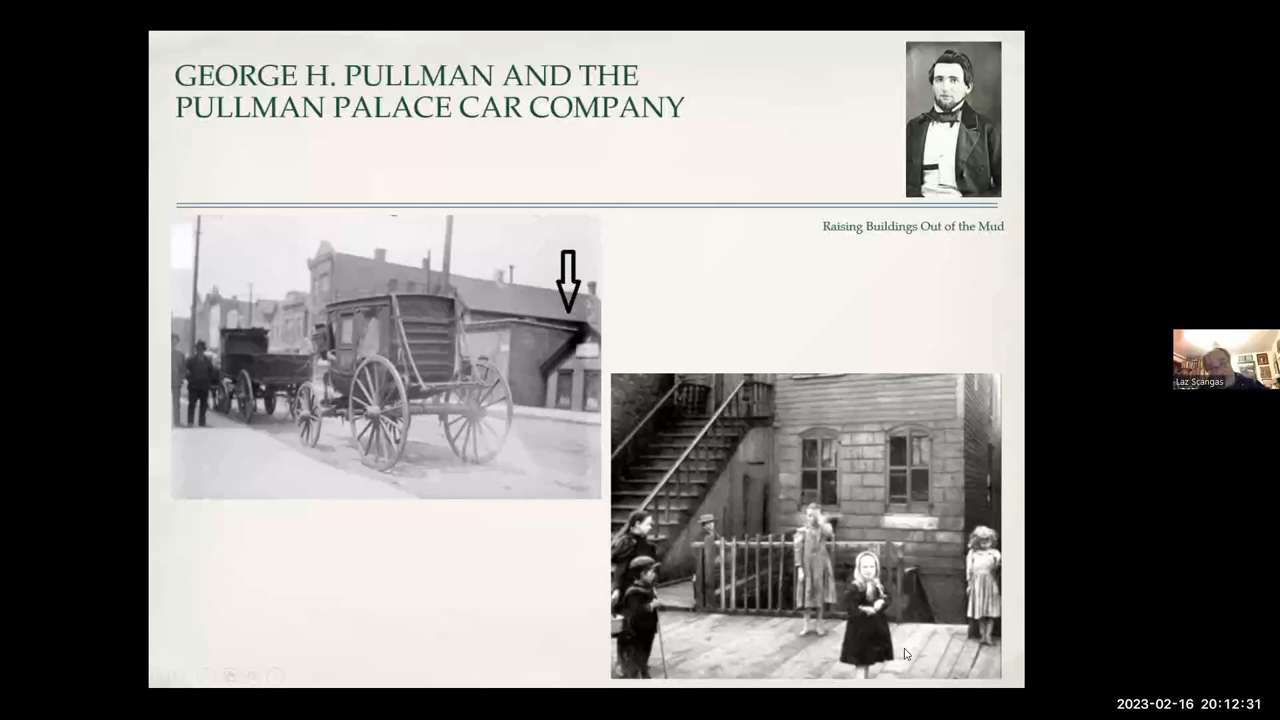 GEORGE H. PULLMAN AND THE
PULLMAN PALACE CAR COMPANY
Raising Buildings Out of the Mud
Laz Scangas
2023-02-16 20:12:31